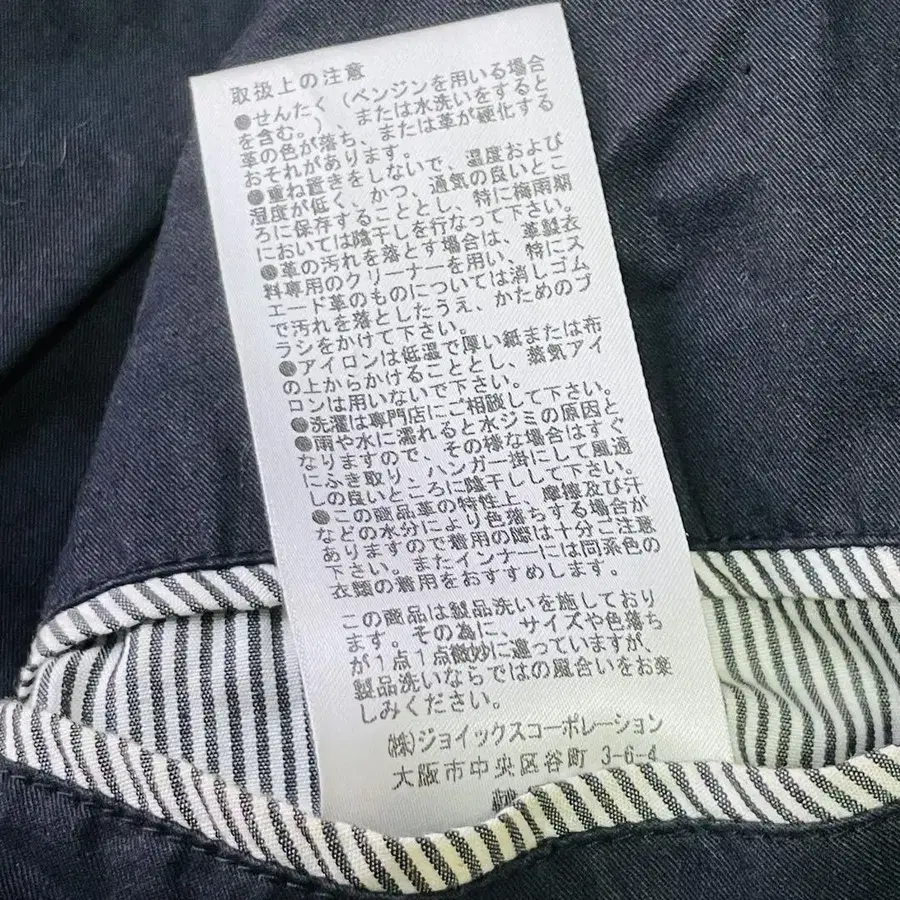 取扱上の注意
●せんたく（ベンジンを用いる場合
を含む。）、または水洗いをすると
革の色が落ち、または革が硬化する
おそれがあります。
●重ね置きをしないで、温度および
湿度が低く、かつ、通気の良いとこ
ろに保存することとし、特に梅雨期
においては陰干しを行なって下さい。
●革の汚れを落とす場合は、革製衣
料専用のクリーナーを用い、特にス
エード革のものについては消しゴム
で汚れを落としたうえ、かためのブ
ラシをかけて下さい。
●アイロンは低温で厚い紙または布
の上からかけることとし、蒸気アイ
ロンは用いないで下さい。
●洗濯は専門店にご相談して下さい。
●雨や水に濡れると水ジミの原因と
なりますので、その様な場合はすぐ
にふき取り、ハンガー掛にして風通
しの良いところに陰干しして下さい。
●この商品革の特性上、摩擦及び汗
などの水分により色落ちする場合が
ありますので着用の際は十分ご注意
下さい。またインナーには同系色の
衣類の着用をおすすめします。
この商品は製品洗いを施しており
ます。その為に、サイズや色落ち
が1点1点微妙に違っていますが、
製品洗いならではの風合いをお楽
しみください。
(株)ジョイックスコーポレーション
大阪市中央区谷町 3-6-4